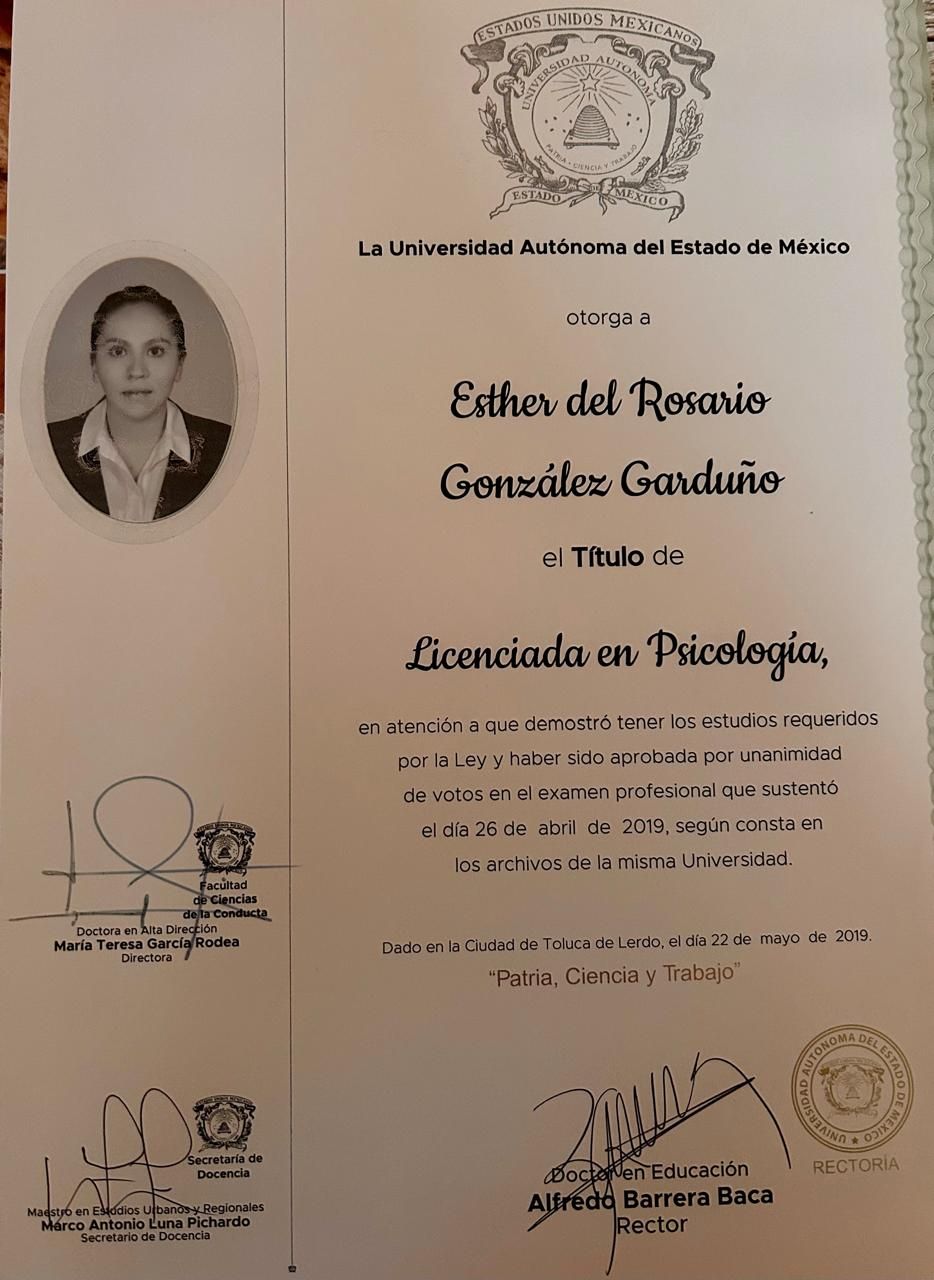 ESTADOS UNIDOS MEXICANOS
UNIVERSIDAD AUTONOMA
PATRIA • CIENCIA Y TRABAJO
ESTADO DE MEXICO
La Universidad Autónoma del Estado de México
otorga a
Esther del Rosario
González Garduño
el Título de
Licenciada en Psicología,
en atención a que demostró tener los estudios requeridos
por la Ley y haber sido aprobada por unanimidad
de votos en el examen profesional que sustentó
el día 26 de abril de 2019, según consta en
los archivos de la misma Universidad.
Dado en la Ciudad de Toluca de Lerdo, el día 22 de mayo de 2019.
“Patria, Ciencia y Trabajo”
Facultad
de Ciencias
de la Conducta
Doctora en Alta Dirección
María Teresa García Rodea
Directora
Secretaría de
Docencia
Maestro en Estudios Urbanos y Regionales
Marco Antonio Luna Pichardo
Secretario de Docencia
Doctor en Educación
Alfredo Barrera Baca
Rector
UNIVERSIDAD AUTONOMA DEL ESTADO DE MEXICO
RECTORÍA